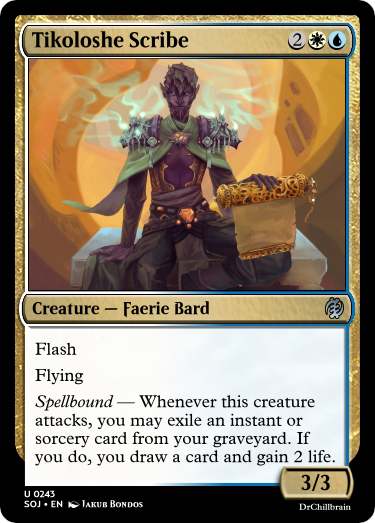 Tikoloshe Scribe 2
Creature — Faerie Bard
Flash
Flying
Spellbound — Whenever this creature
attacks, you may exile an instant or
sorcery card from your graveyard. If
you do, you draw a card and gain 2 life.
3/3
U 0243
SOJ • EN Jakub Bondos
DrChillbrain